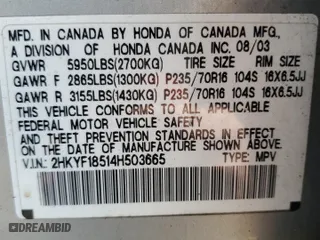 MFD. IN CANADA BY HONDA OF CANADA MFG.,
A DIVISION OF HONDA CANADA INC. 08/03
GVWR 5950LBS(2700KG) TIRE SIZE RIM SIZE
GAWR F 2865LBS(1300KG) P235/70R16 104S 16X6.5JJ
GAWR R 3155LBS(1430KG) P235/70R16 104S 16X6.5JJ
THIS VEHICLE CONFORMS TO ALL APPLICABLE
FEDERAL MOTOR VEHICLE SAFETY
AND THEFT PREVENTION STANDARDS IN EFFECT ON
THE DATE OF MANUFACTURE SHOWN ABOVE.
V.I.N: 2HKYF18514H503665 TYPE: MPV
DREAMBID